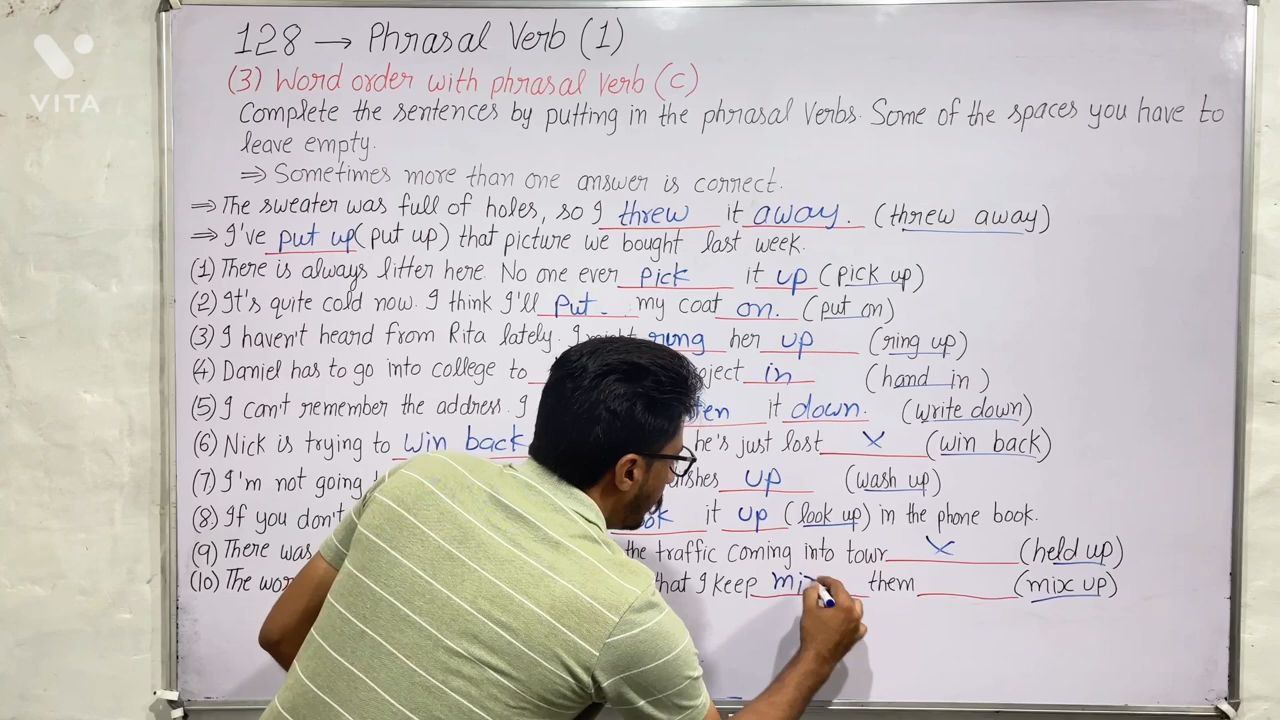 VITA
128 → Phrasal Verb (1)
(3) Word order with phrasal verb (C)
Complete the sentences by putting in the phrasal verbs. Some of the spaces you have to
leave empty.
⇒ Sometimes more than one answer is correct.
⇒ The sweater was full of holes, so I threw it away. (threw away)
⇒ I've put up (put up) that picture we bought last week.
(1) There is always litter here. No one ever pick it up (pick up)
(2) It's quite cold now. I think I'll put my coat on. (put on)
(3) I haven't heard from Rita lately. I might ring her up (ring up)
(4) Daniel has to go into college to in (hand in)
(5) I can't remember the address. I it down. (write down)
(6) Nick is trying to win back he's just lost × (win back)
(7) I'm not going up (wash up)
(8) If you don't it up (look up) in the phone book.
(9) There was the traffic coming into town × (held up)
(10) The that I keep mix them (mix up)